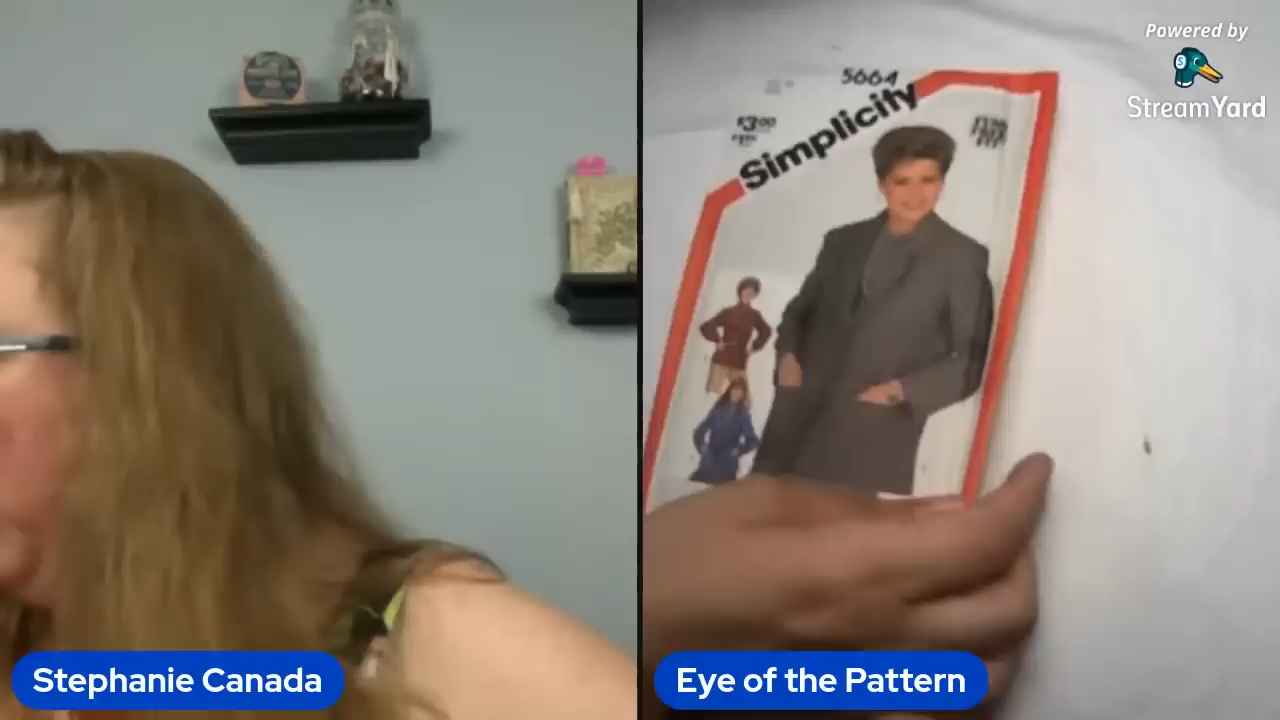 Powered by
StreamYard
5664
$3.00
Simplicity
Stephanie Canada
Eye of the Pattern